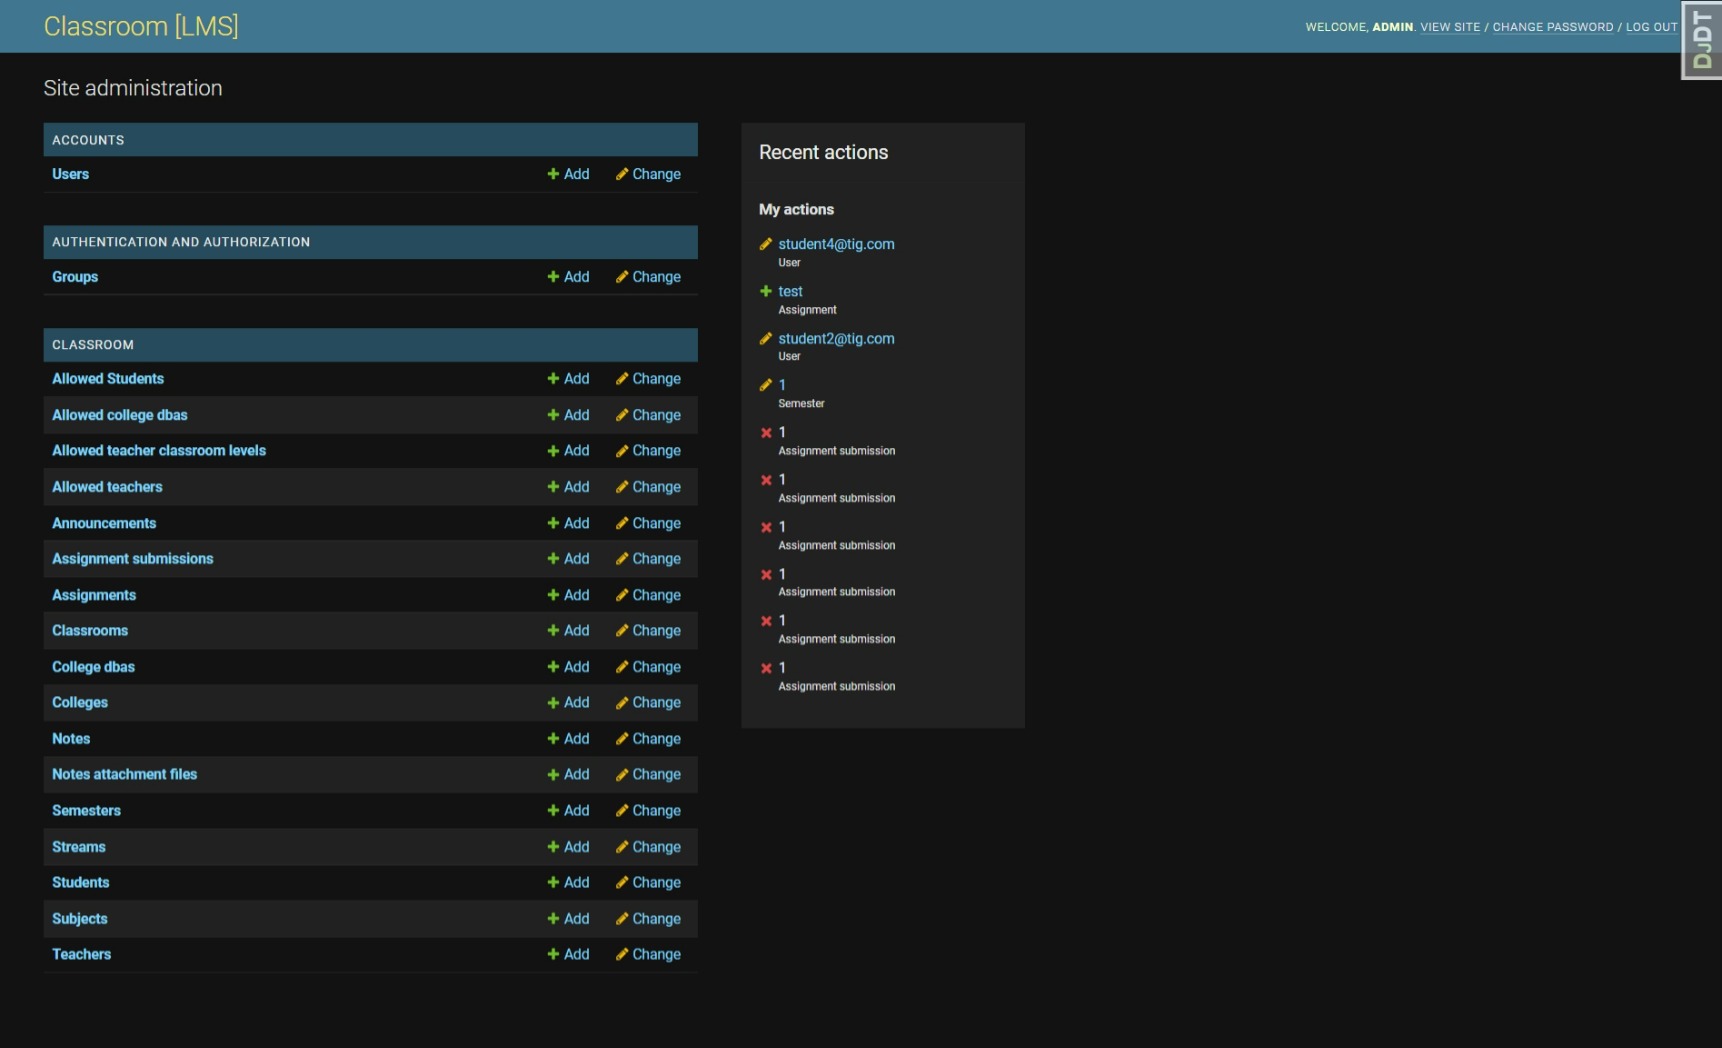 Classroom [LMS]
WELCOME, ADMIN. VIEW SITE / CHANGE PASSWORD / LOG OUT
DJDT
Site administration
ACCOUNTS
Users Add Change
AUTHENTICATION AND AUTHORIZATION
Groups Add Change
CLASSROOM
Allowed Students Add Change
Allowed college dbas Add Change
Allowed teacher classroom levels Add Change
Allowed teachers Add Change
Announcements Add Change
Assignment submissions Add Change
Assignments Add Change
Classrooms Add Change
College dbas Add Change
Colleges Add Change
Notes Add Change
Notes attachment files Add Change
Semesters Add Change
Streams Add Change
Students Add Change
Subjects Add Change
Teachers Add Change
Recent actions
My actions
student4@tig.com
User
test
Assignment
student2@tig.com
User
1
Semester
1
Assignment submission
1
Assignment submission
1
Assignment submission
1
Assignment submission
1
Assignment submission
1
Assignment submission